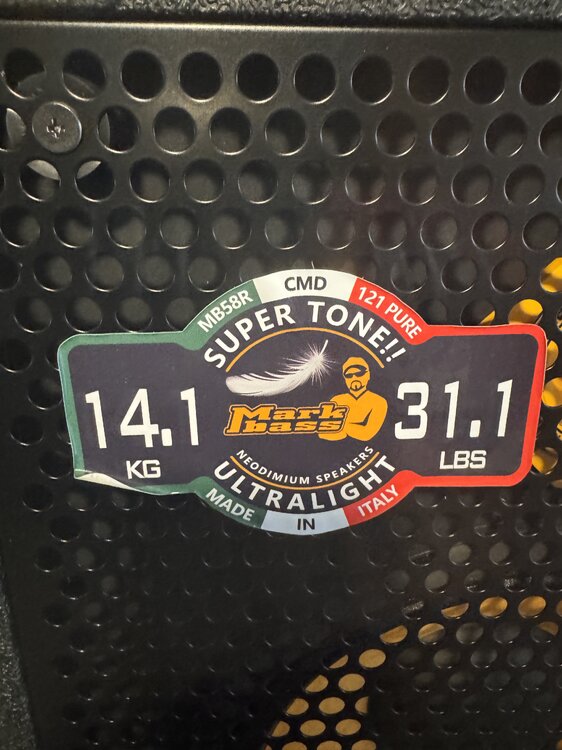 MB58R CMD 121 PURE
SUPER TONE!!
14.1
KG
Mark
bass
31.1
LBS
NEODIMIUM SPEAKERS
ULTRALIGHT
MADE IN ITALY